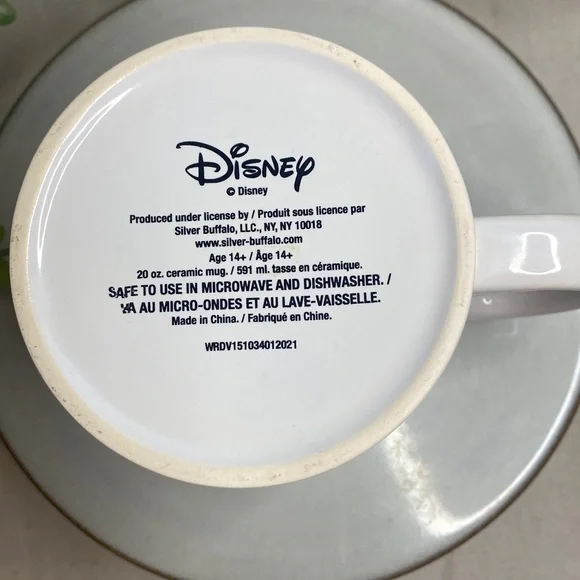 Disney
© Disney
Produced under license by / Produit sous licence par
Silver Buffalo, LLC., NY, NY 10018
www.silver-buffalo.com
Age 14+ / Âge 14+
20 oz. ceramic mug. / 591 ml. tasse en céramique.
SAFE TO USE IN MICROWAVE AND DISHWASHER. /
VA AU MICRO-ONDES ET AU LAVE-VAISSELLE.
Made in China. / Fabriqué en Chine.
WRDV151034012021